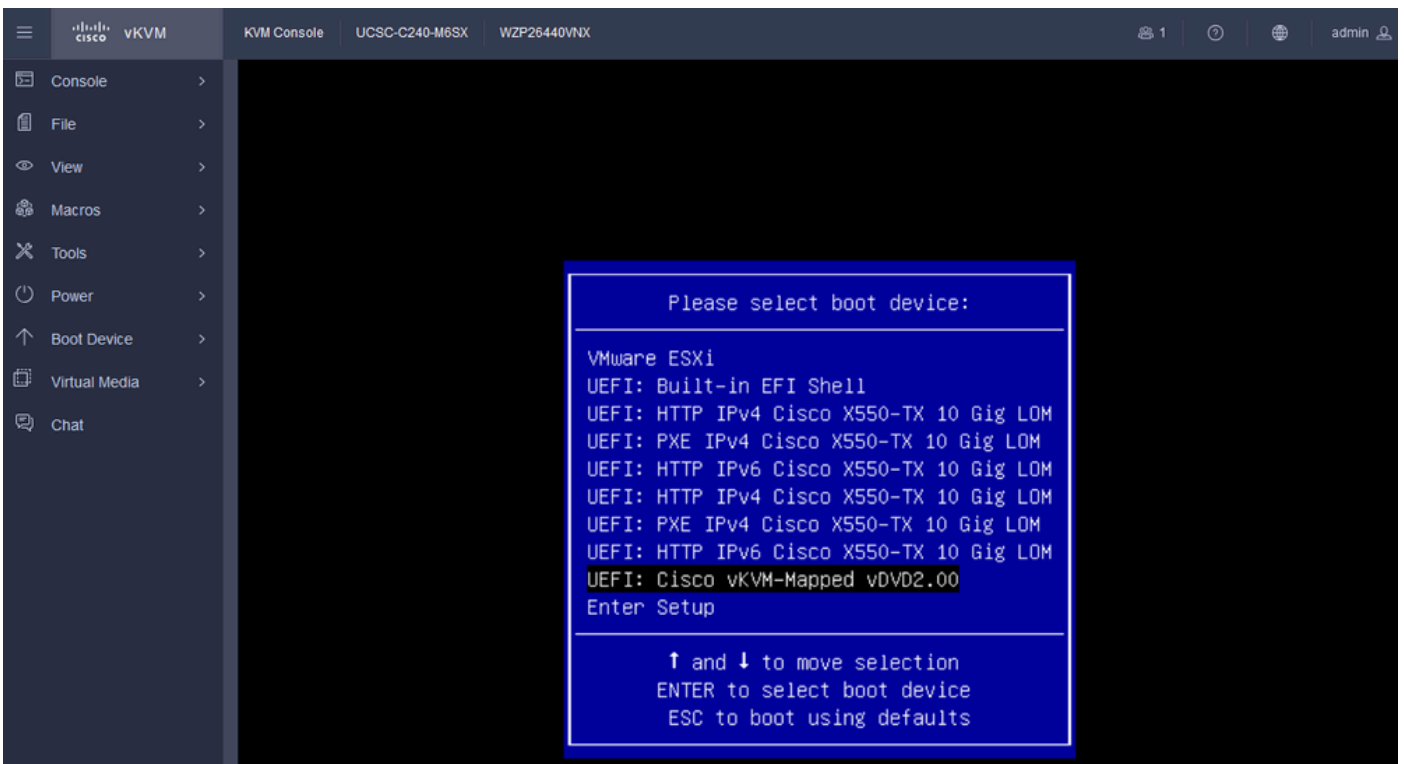 cisco vKVM KVM Console UCSC-C240-M6SX WZP26440VNX 1 admin
Console
File
View
Macros
Tools
Power
Boot Device
Virtual Media
Chat
Please select boot device:
VMware ESXi
UEFI: Built-in EFI Shell
UEFI: HTTP IPv4 Cisco X550-TX 10 Gig LOM
UEFI: PXE IPv4 Cisco X550-TX 10 Gig LOM
UEFI: HTTP IPv6 Cisco X550-TX 10 Gig LOM
UEFI: HTTP IPv4 Cisco X550-TX 10 Gig LOM
UEFI: PXE IPv4 Cisco X550-TX 10 Gig LOM
UEFI: HTTP IPv6 Cisco X550-TX 10 Gig LOM
UEFI: Cisco vKVM-Mapped vDVD2.00
Enter Setup
↑ and ↓ to move selection
ENTER to select boot device
ESC to boot using defaults